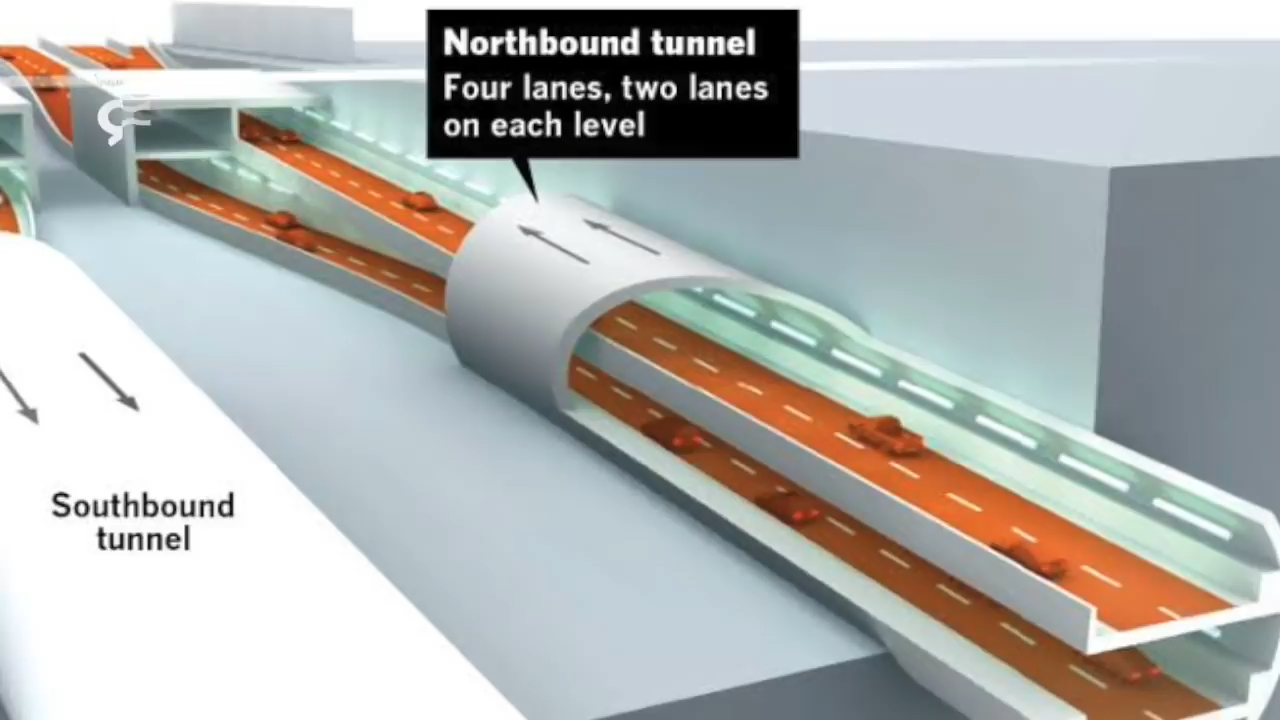 Northbound tunnel
Four lanes, two lanes
on each level
Southbound
tunnel